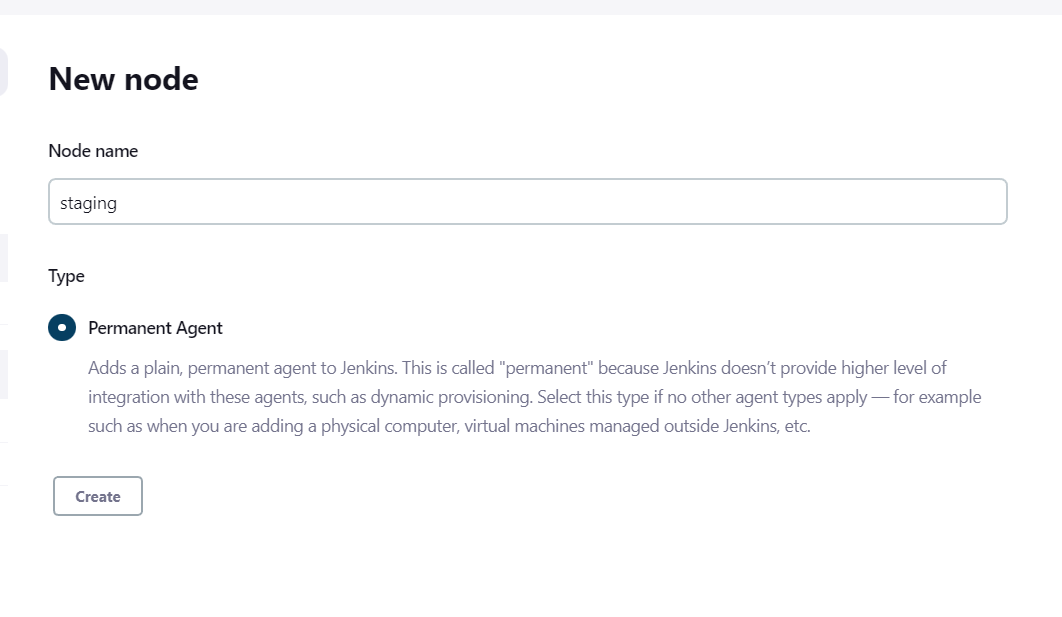 New node
Node name
staging
Type
Permanent Agent
Adds a plain, permanent agent to Jenkins. This is called "permanent" because Jenkins doesn’t provide higher level of
integration with these agents, such as dynamic provisioning. Select this type if no other agent types apply — for example
such as when you are adding a physical computer, virtual machines managed outside Jenkins, etc.
Create